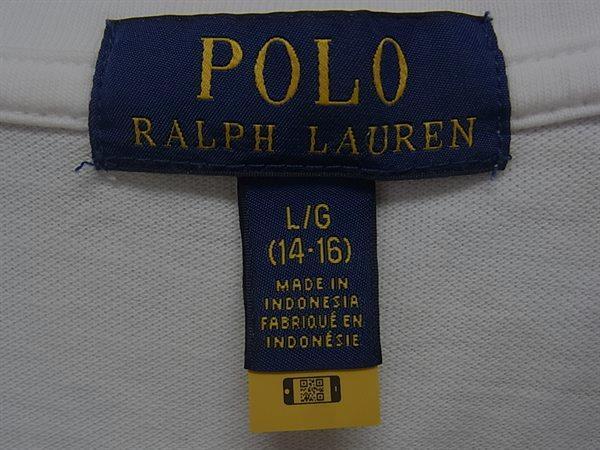 POLO
RALPH LAUREN
L/G
(14-16)
MADE IN
INDONESIA
FABRIQUÉ EN
INDONÉSIE